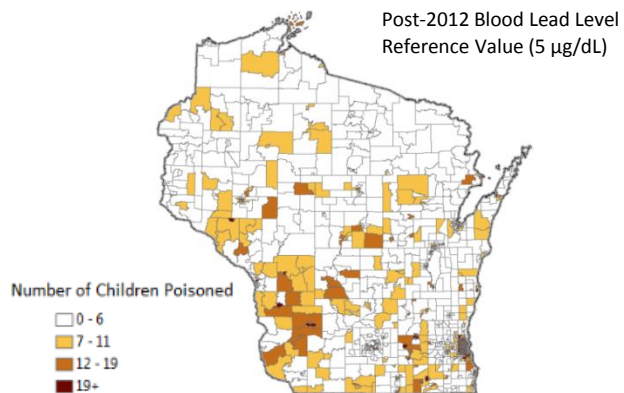 Post-2012 Blood Lead Level
Reference Value (5 µg/dL)
Number of Children Poisoned
0 - 6
7 - 11
12 - 19
19+